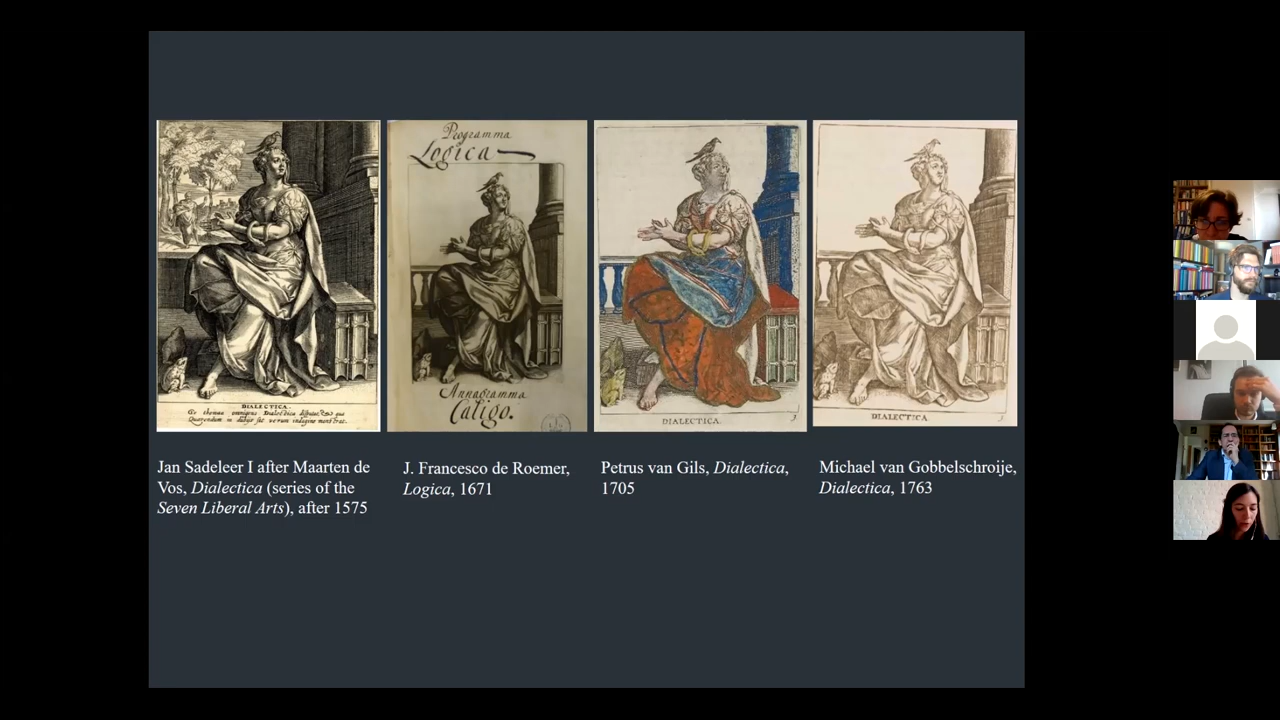 DIALECTICA.
Programma
Logica
Annagramma
Caligo.
DIALECTICA.
3.
DIALECTICA.
Jan Sadeleer I after Maarten de
Vos, Dialectica (series of the
Seven Liberal Arts), after 1575
J. Francesco de Roemer,
Logica, 1671
Petrus van Gils, Dialectica,
1705
Michael van Gobbelschroije,
Dialectica, 1763